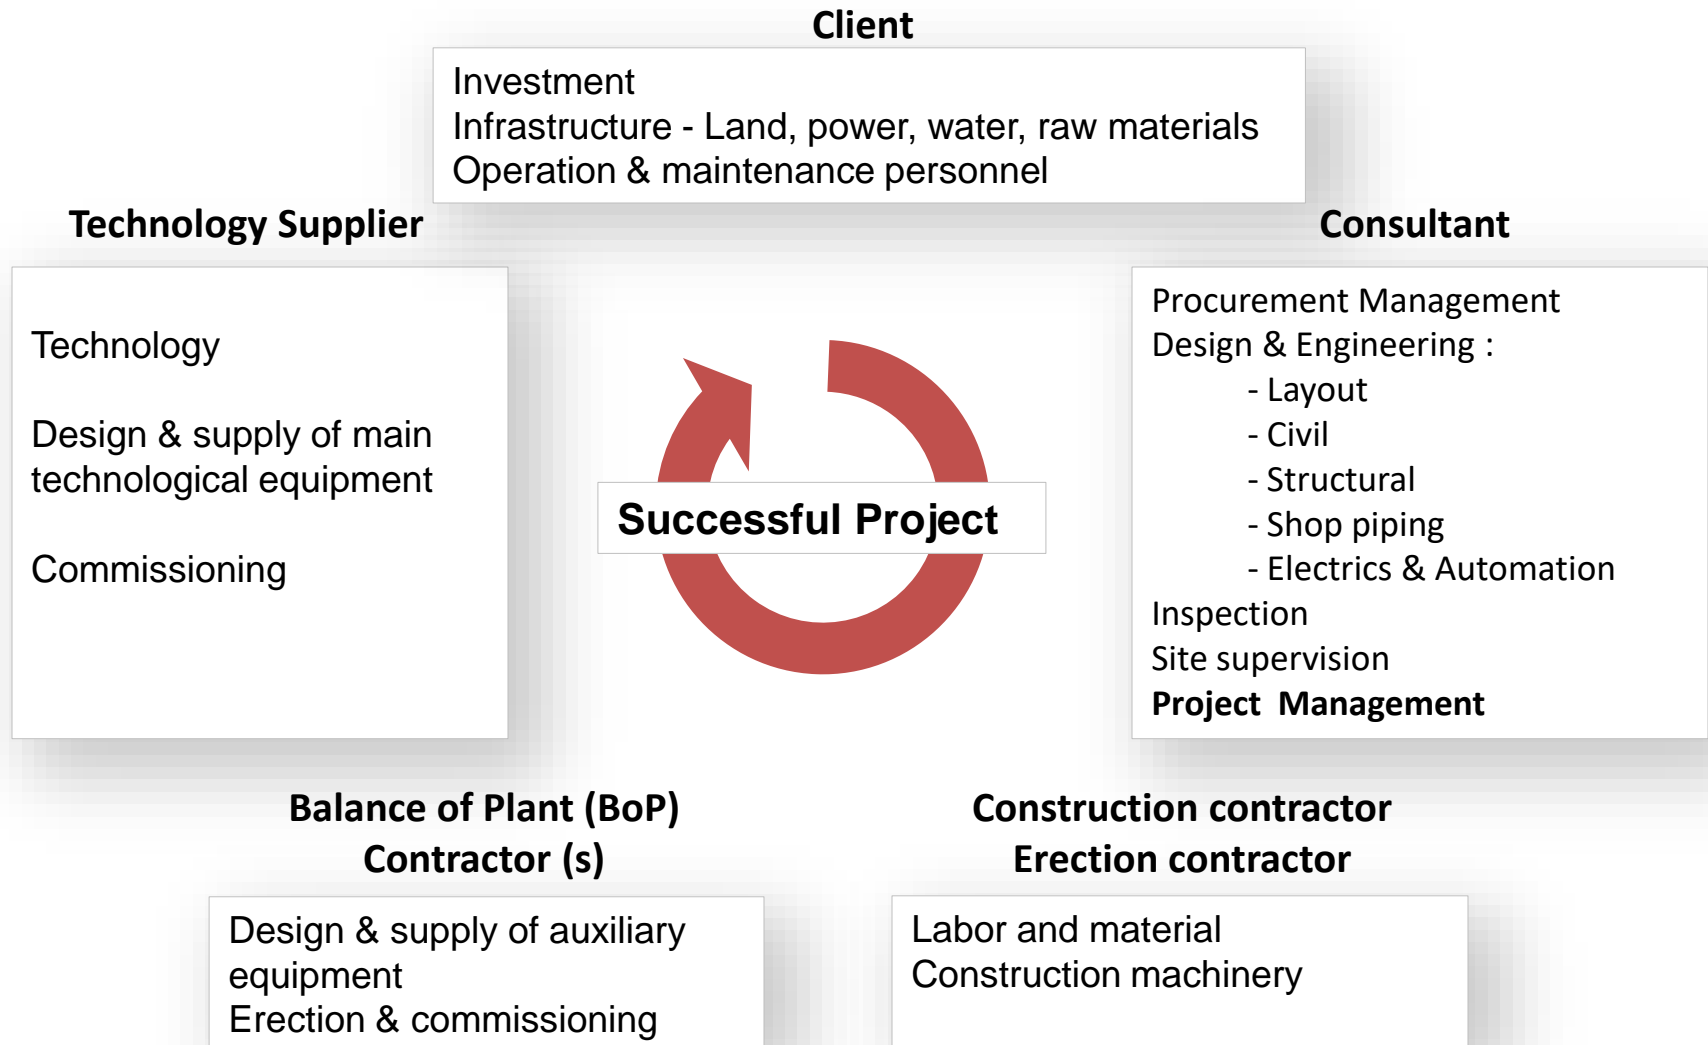 Client
Investment
Infrastructure - Land, power, water, raw materials
Operation & maintenance personnel
Technology Supplier
Technology
Design & supply of main
technological equipment
Commissioning
Consultant
Procurement Management
Design & Engineering :
- Layout
- Civil
- Structural
- Shop piping
- Electrics & Automation
Inspection
Site supervision
Project Management
Successful Project
Balance of Plant (BoP)
Contractor (s)
Design & supply of auxiliary
equipment
Erection & commissioning
Construction contractor
Erection contractor
Labor and material
Construction machinery